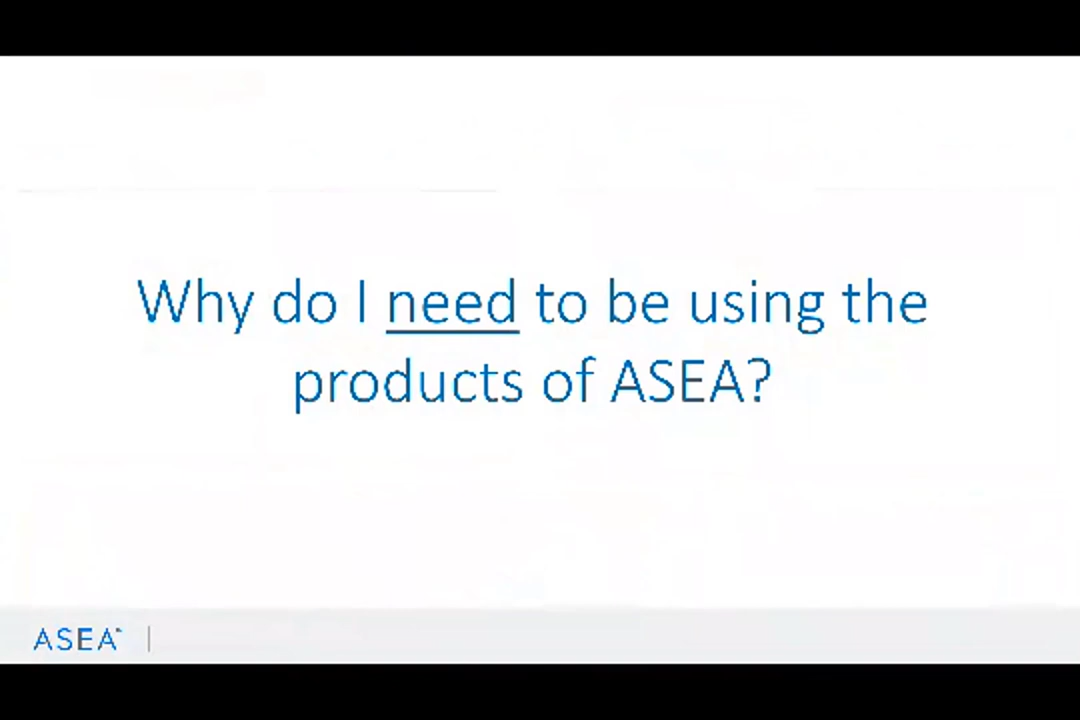 Why do I need to be using the
products of ASEA?
ASEA